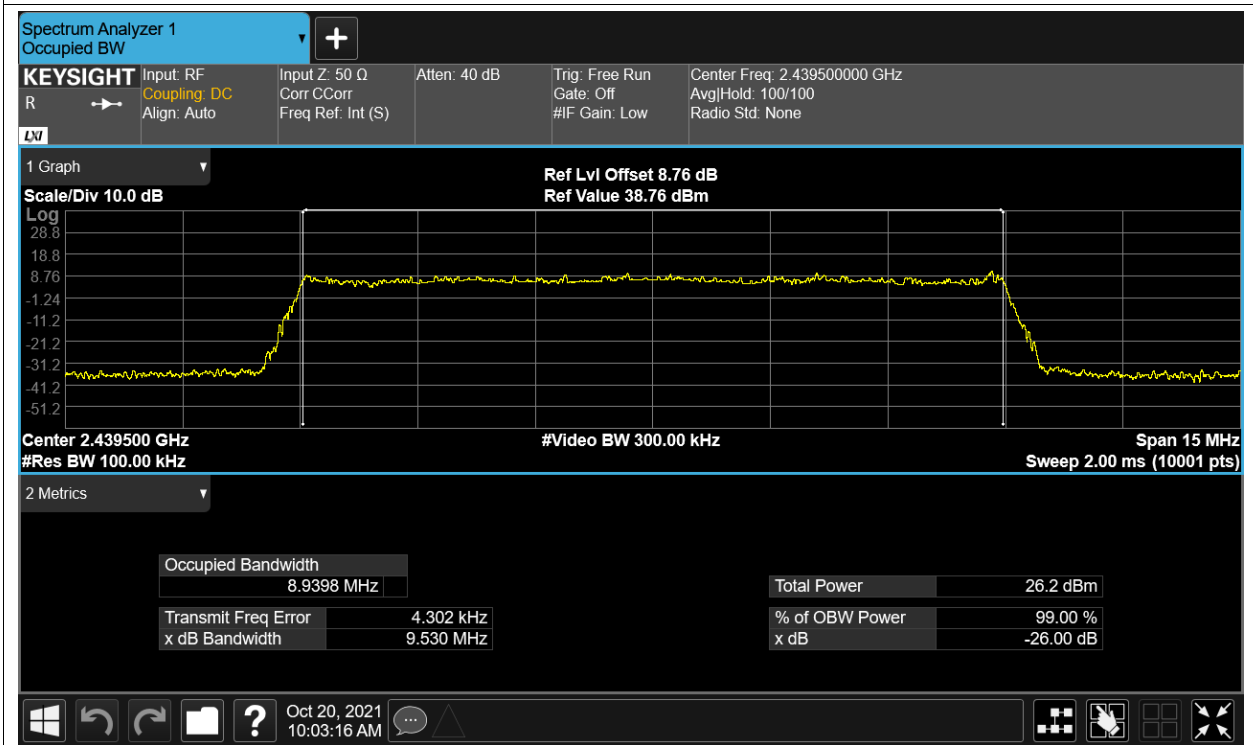 Spectrum Analyzer 1
Occupied BW
KEYSIGHT
R
LXI
Input: RF
Coupling: DC
Align: Auto
Input Z: 50 Ω
Corr CCorr
Freq Ref: Int (S)
Atten: 40 dB
Trig: Free Run
Gate: Off
#IF Gain: Low
Center Freq: 2.439500000 GHz
Avg|Hold: 100/100
Radio Std: None
1 Graph
Scale/Div 10.0 dB
Ref Lvl Offset 8.76 dB
Ref Value 38.76 dBm
Log
28.8
18.8
8.76
-1.24
-11.2
-21.2
-31.2
-41.2
-51.2
Center 2.439500 GHz
#Video BW 300.00 kHz
Span 15 MHz
#Res BW 100.00 kHz
Sweep 2.00 ms (10001 pts)
2 Metrics
Occupied Bandwidth
8.9398 MHz
Total Power 26.2 dBm
Transmit Freq Error 4.302 kHz
% of OBW Power 99.00 %
x dB Bandwidth 9.530 MHz
x dB -26.00 dB
?
Oct 20, 2021
10:03:16 AM